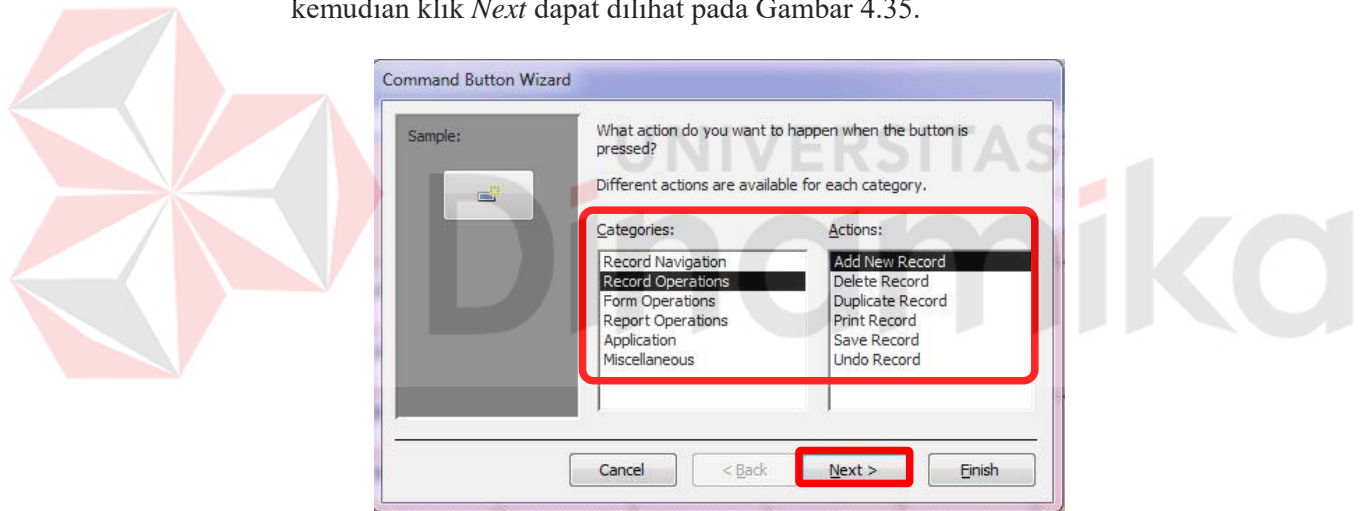 kemudian klik Next dapat dilihat pada Gambar 4.35.
Command Button Wizard
Sample:
What action do you want to happen when the button is
pressed?
Different actions are available for each category.
Categories:
Record Navigation
Record Operations
Form Operations
Report Operations
Application
Miscellaneous
Actions:
Add New Record
Delete Record
Duplicate Record
Print Record
Save Record
Undo Record
Cancel
< Back
Next >
Finish
UNIVERSITAS
Dinamika